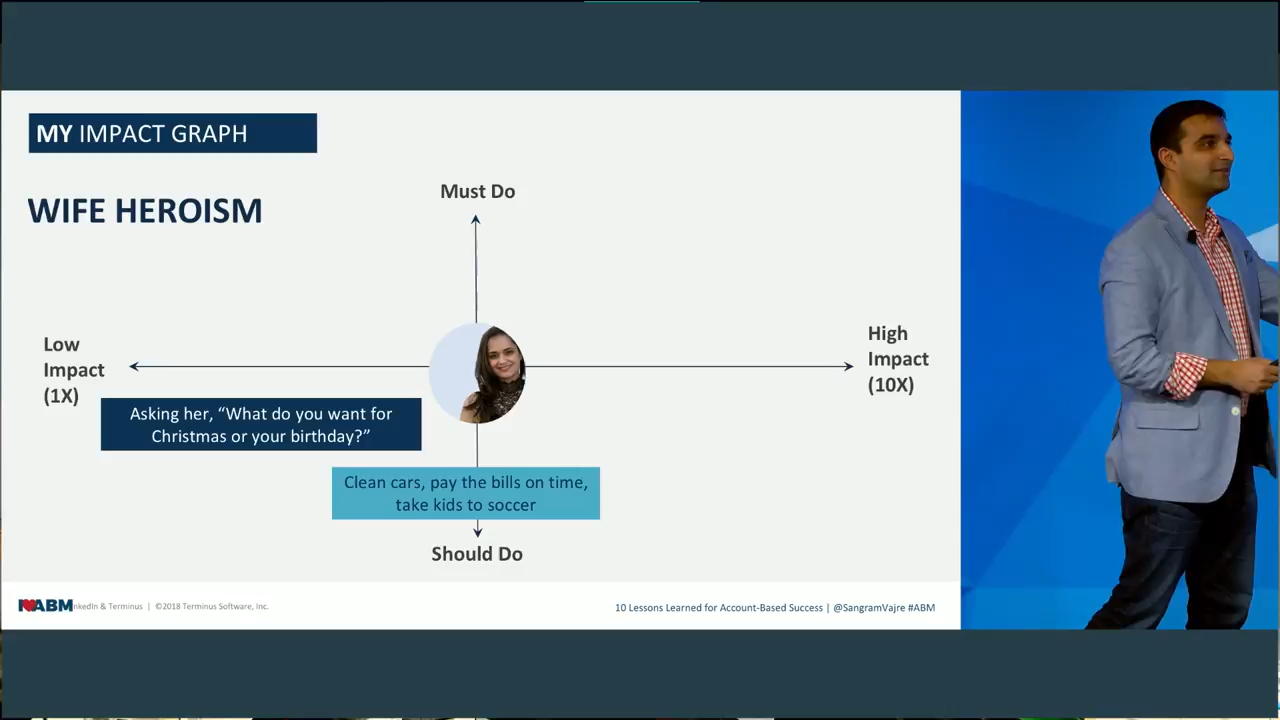 MY IMPACT GRAPH
WIFE HEROISM
Must Do
Low
Impact
(1X)
High
Impact
(10X)
Asking her, “What do you want for
Christmas or your birthday?”
Clean cars, pay the bills on time,
take kids to soccer
Should Do
I ABM nkedIn & Terminus | ©2018 Terminus Software, Inc.
10 Lessons Learned for Account-Based Success | @SangramVajre #ABM